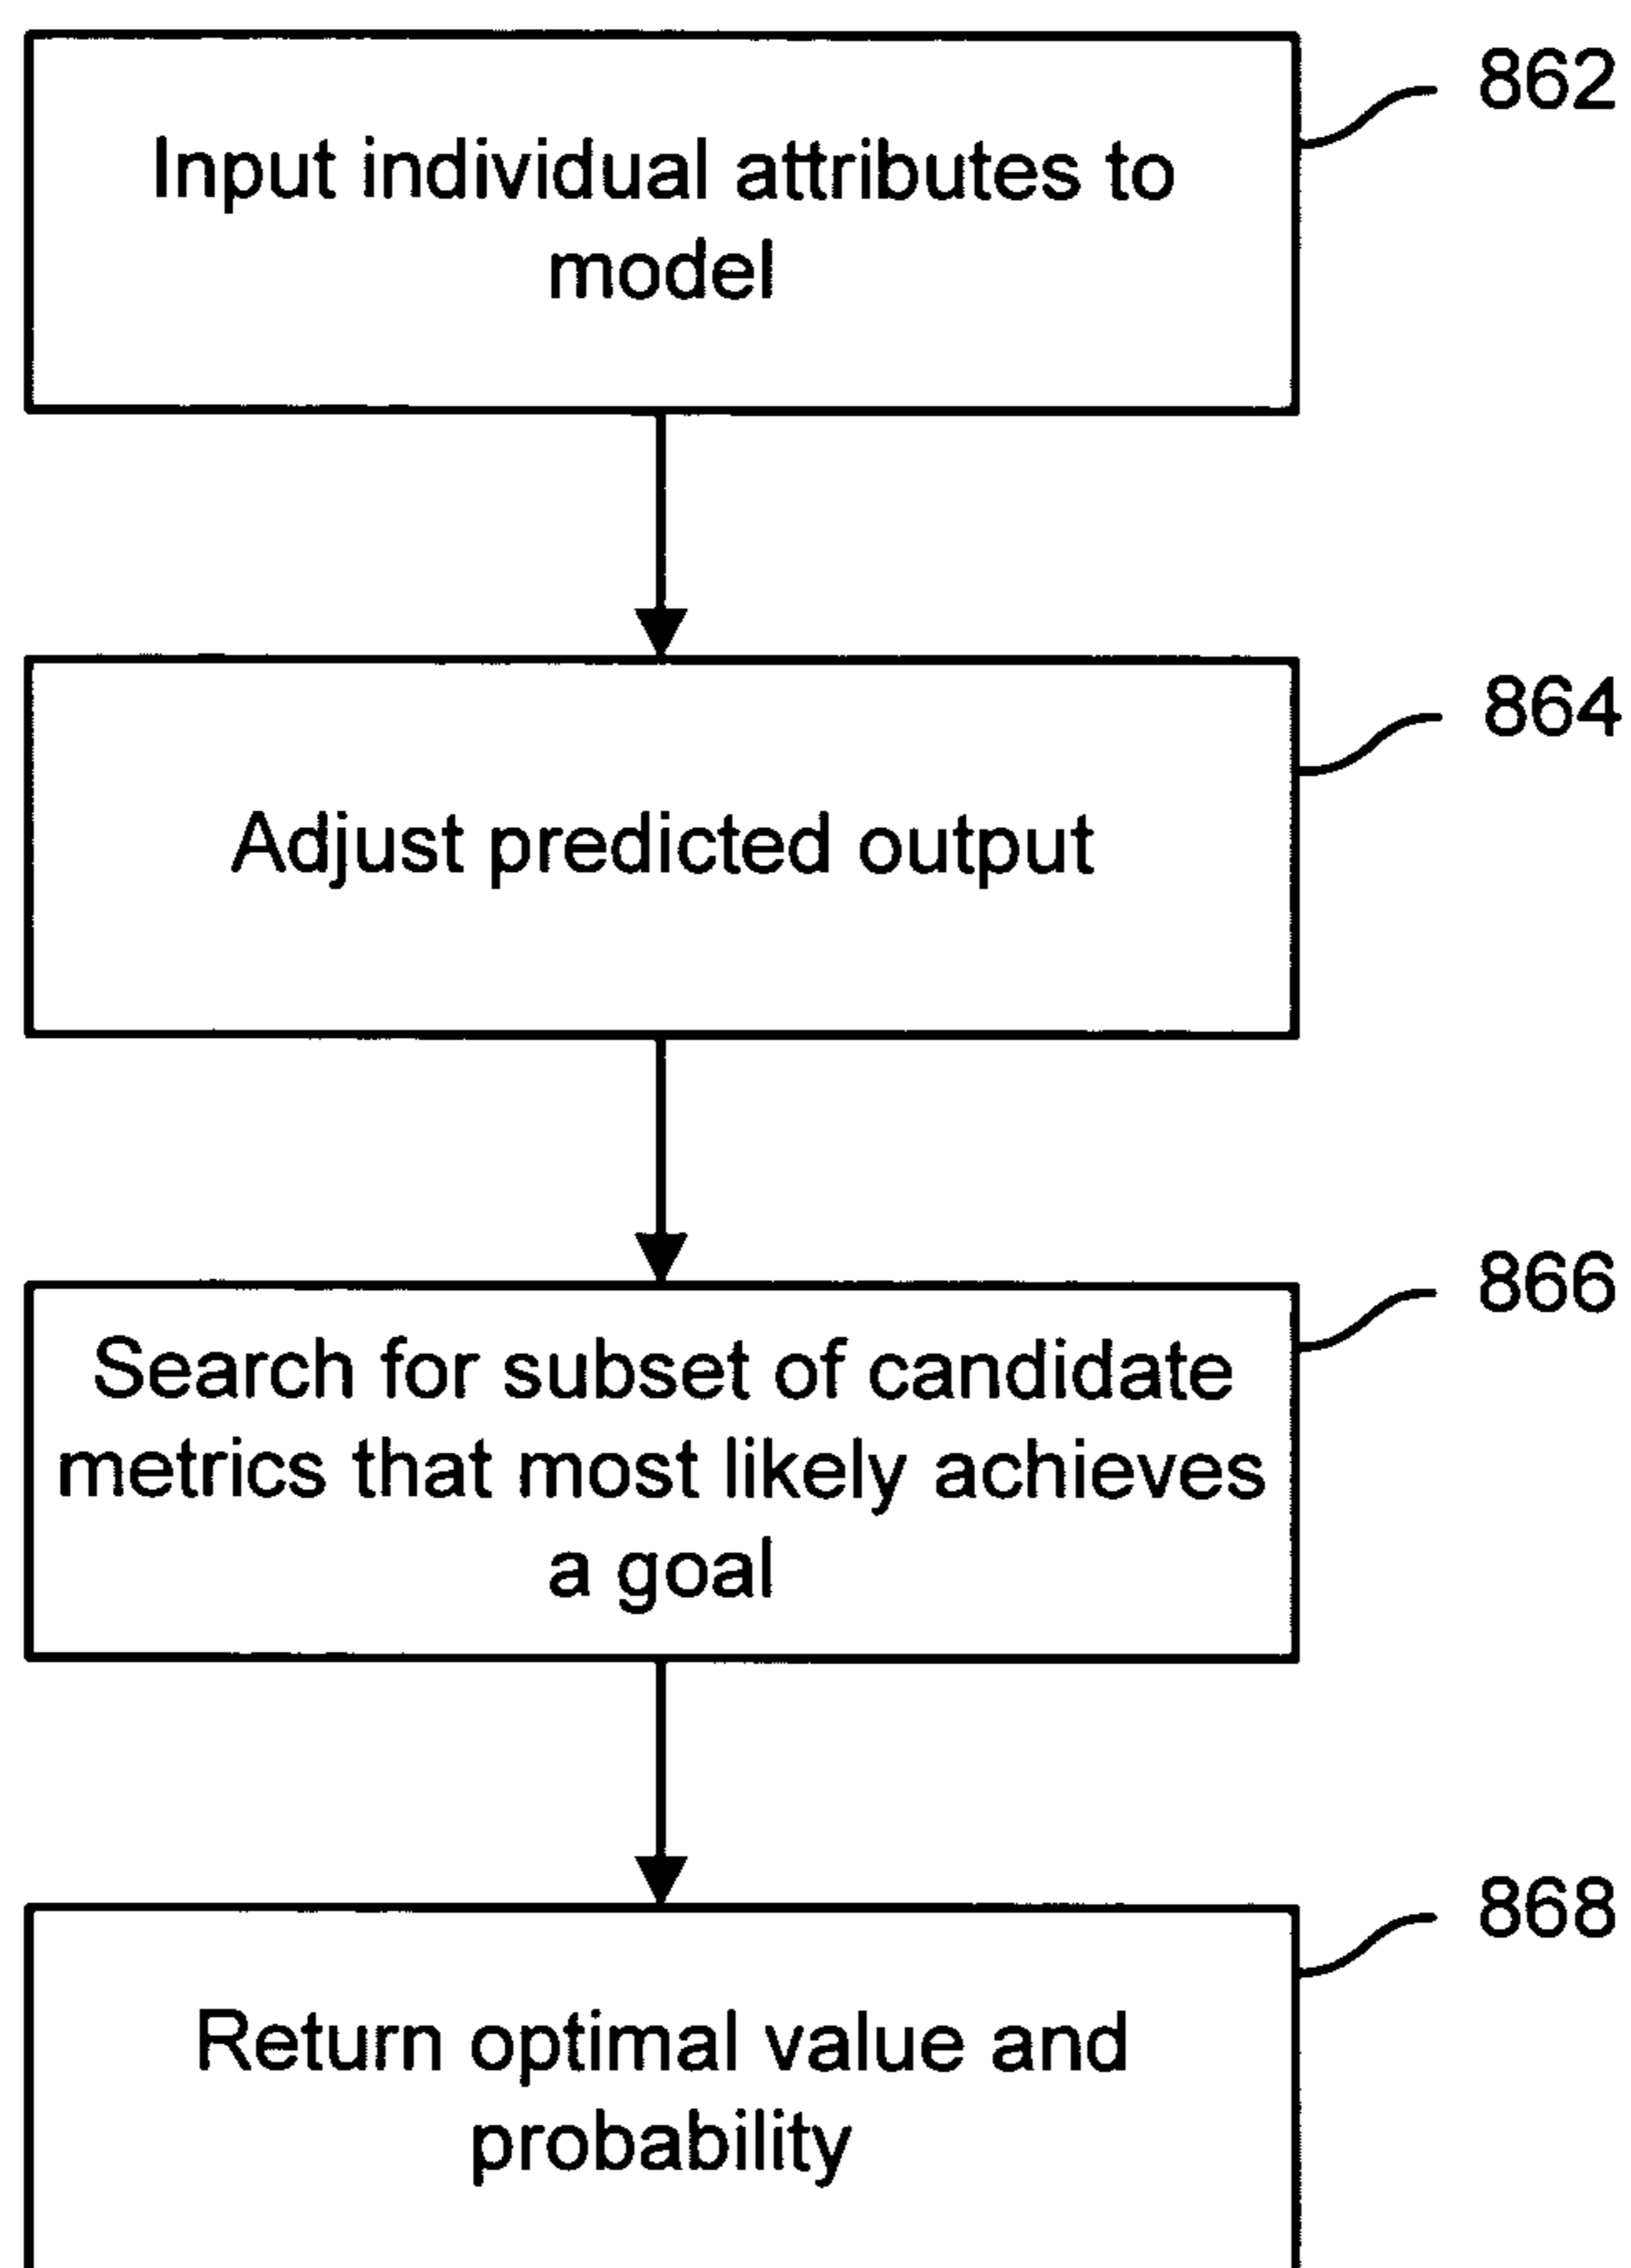 862
Input individual attributes to
model
864
Adjust predicted output
866
Search for subset of candidate
metrics that most likely achieves
a goal
868
Return optimal value and
probability